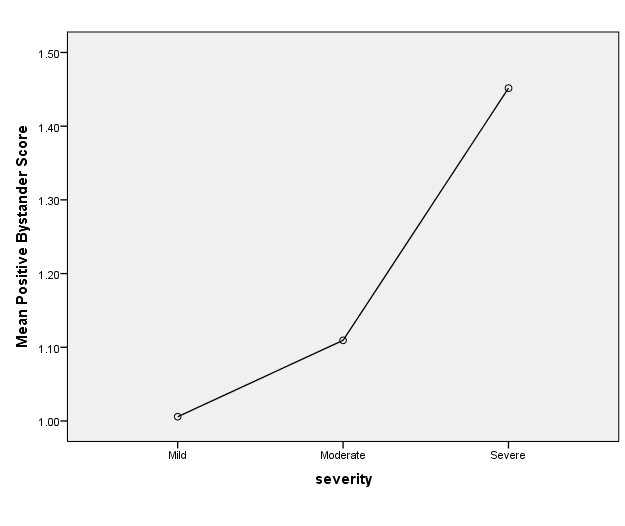 1.50
1.40
1.30
1.20
1.10
1.00
Mean Positive Bystander Score
Mild
Moderate
Severe
severity